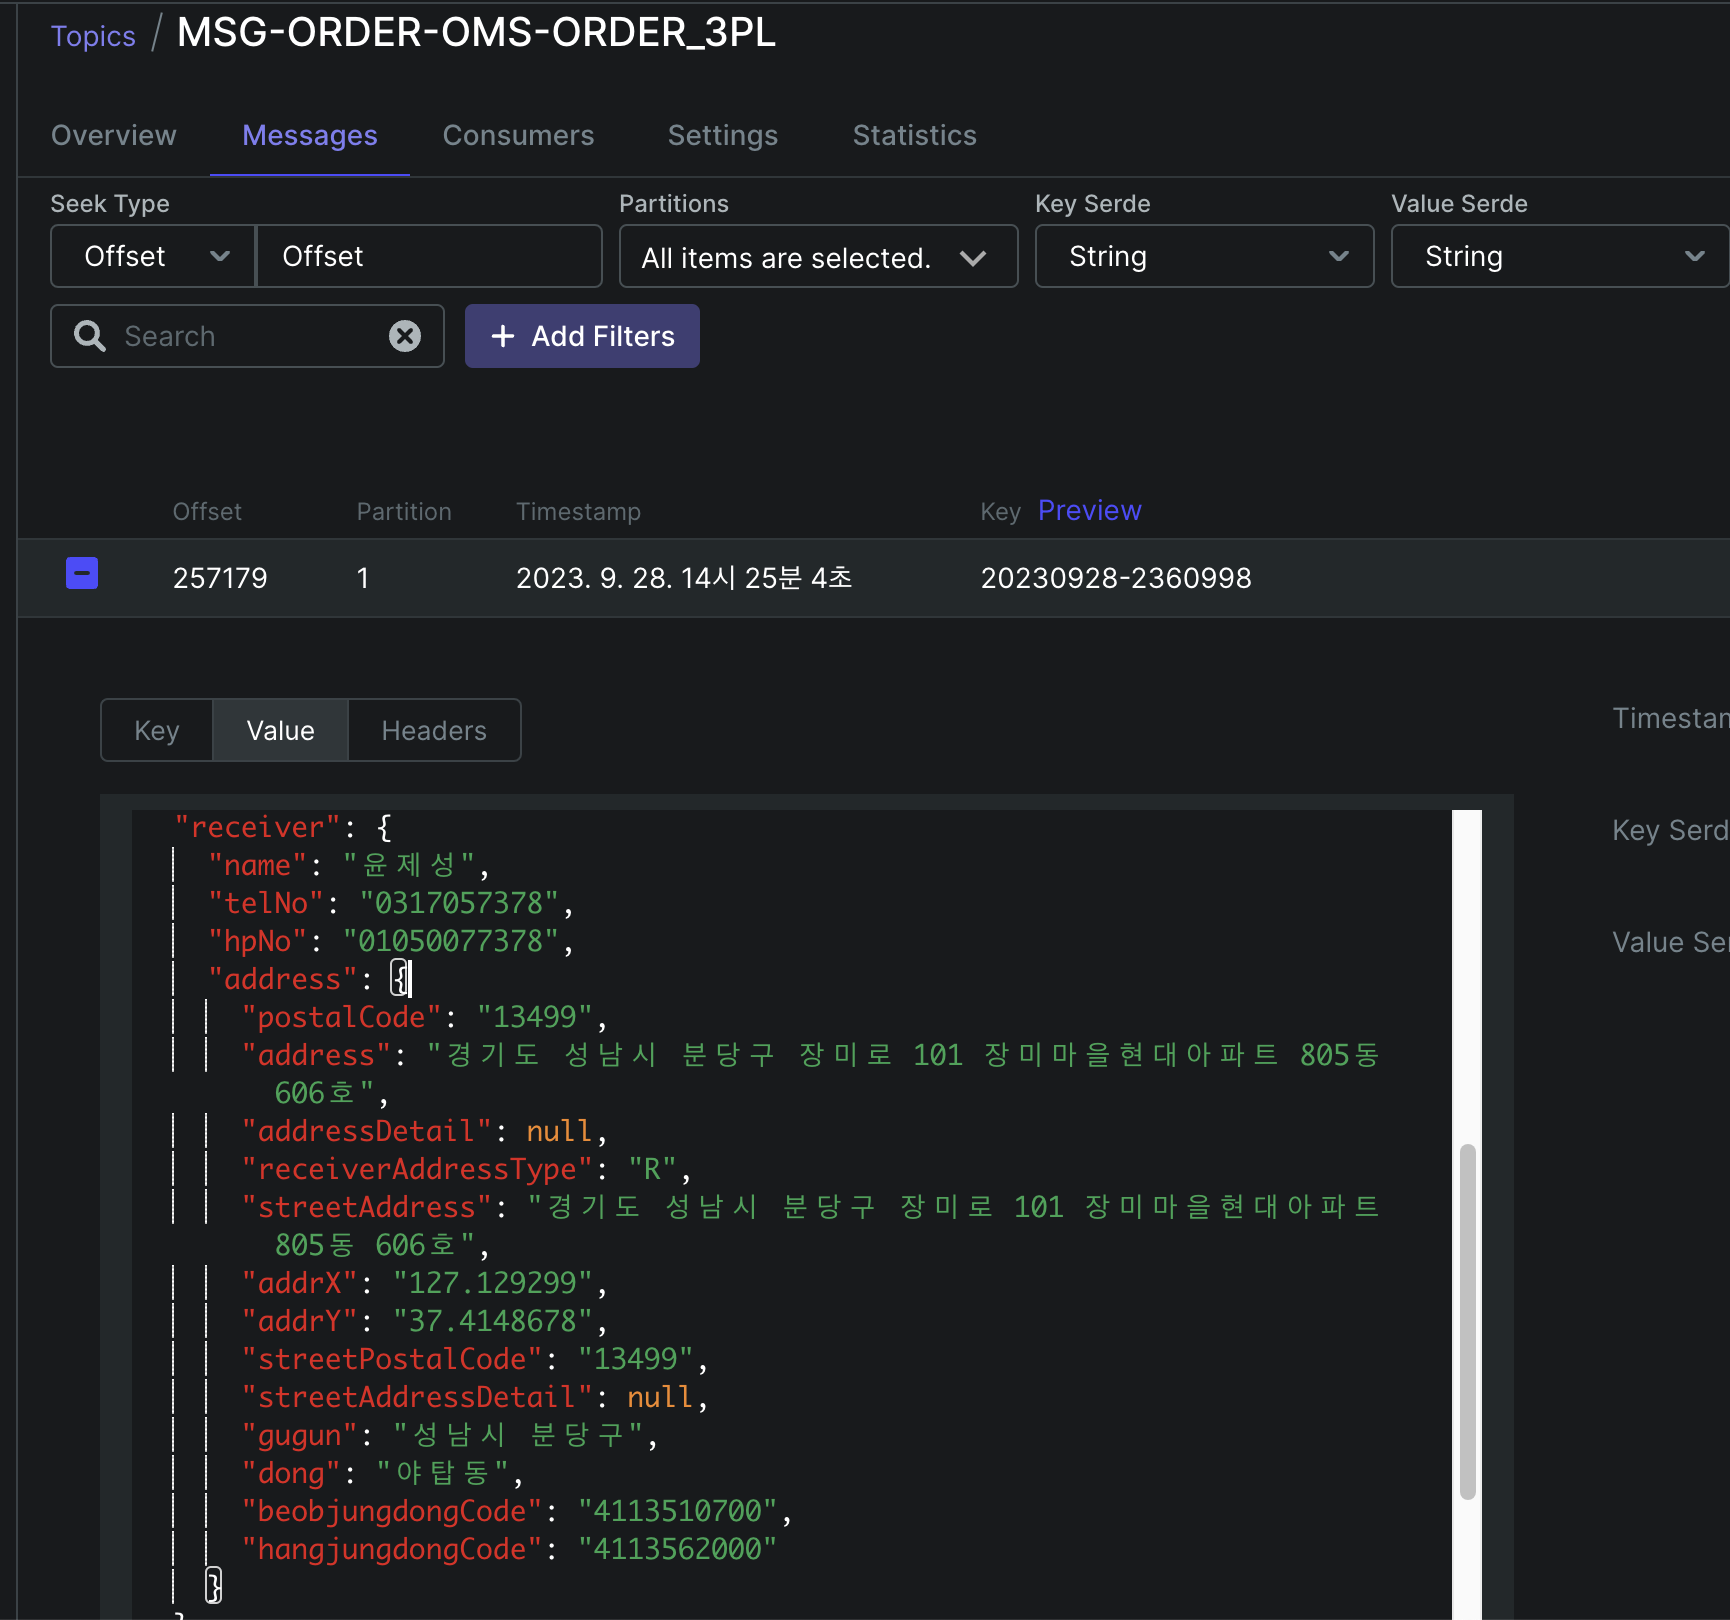 Topics / MSG-ORDER-OMS-ORDER_3PL
Overview Messages Consumers Settings Statistics
Seek Type Partitions Key Serde Value Serde
Offset Offset All items are selected. String String
Search + Add Filters
Offset Partition Timestamp Key Preview
257179 1 2023. 9. 28. 14시 25분 4초 20230928-2360998
Key Value Headers
"receiver": {
"name": "윤제성",
"telNo": "0317057378",
"hpNo": "01050077378",
"address": {
"postalCode": "13499",
"address": "경기도 성남시 분당구 장미로 101 장미마을현대아파트 805동
606호",
"addressDetail": null,
"receiverAddressType": "R",
"streetAddress": "경기도 성남시 분당구 장미로 101 장미마을현대아파트
805동 606호",
"addrX": "127.129299",
"addrY": "37.4148678",
"streetPostalCode": "13499",
"streetAddressDetail": null,
"gugun": "성남시 분당구",
"dong": "야탑동",
"beobjungdongCode": "4113510700",
"hangjungdongCode": "4113562000"
}
Timestam
Key Serd
Value Se